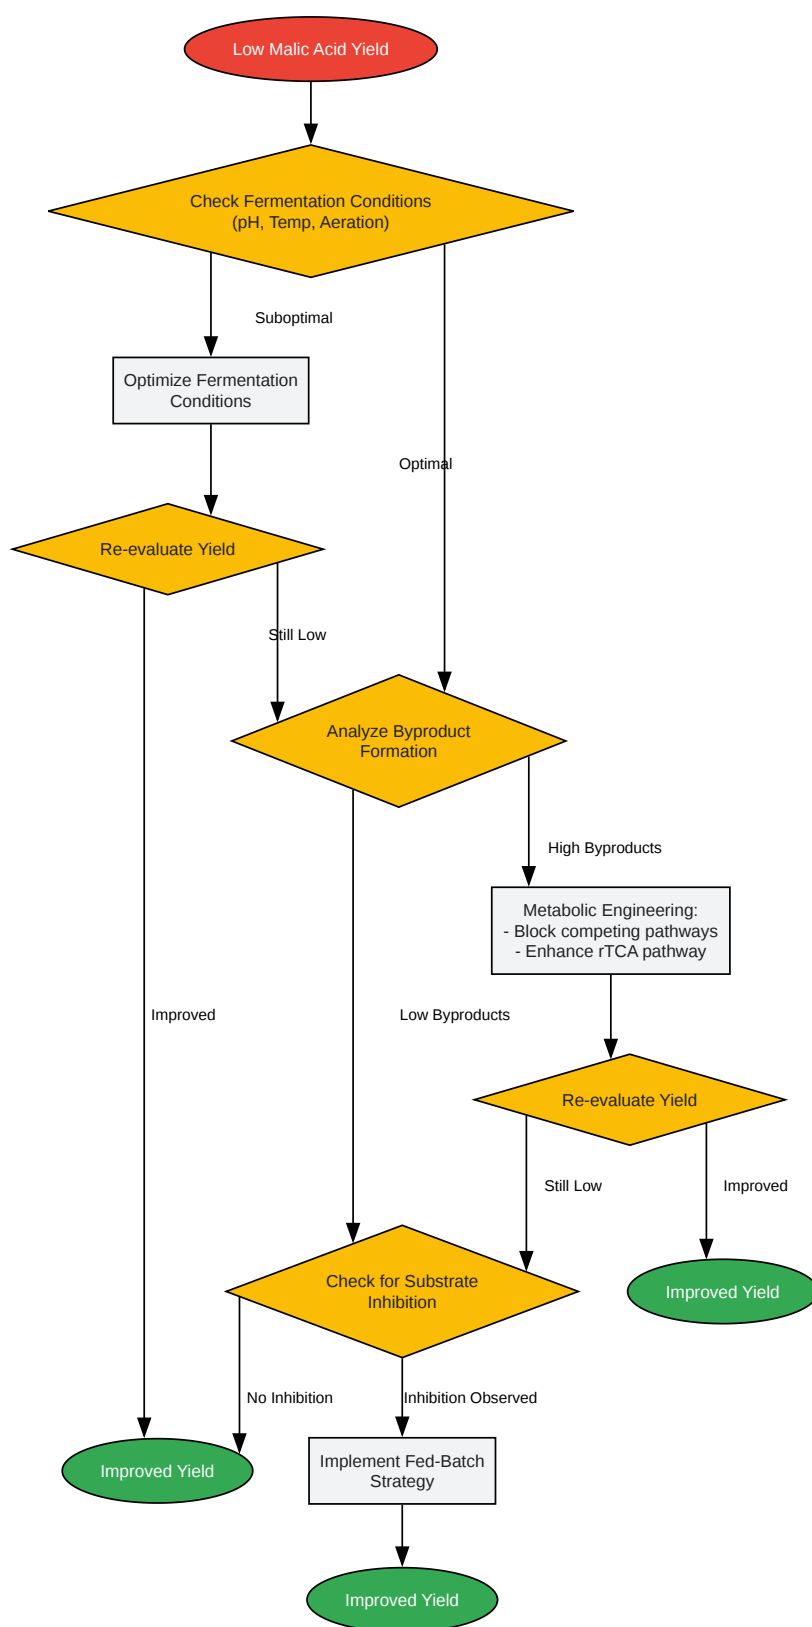 Low Malic Acid Yield
Check Fermentation Conditions
(pH, Temp, Aeration)
Suboptimal
Optimize Fermentation
Conditions
Optimal
Re-evaluate Yield
Still Low
Analyze Byproduct
Formation
High Byproducts
Metabolic Engineering:
- Block competing pathways
- Enhance rTCA pathway
Improved
Low Byproducts
Re-evaluate Yield
Still Low
Improved
Check for Substrate
Inhibition
Improved Yield
No Inhibition
Inhibition Observed
Improved Yield
Implement Fed-Batch
Strategy
Improved Yield